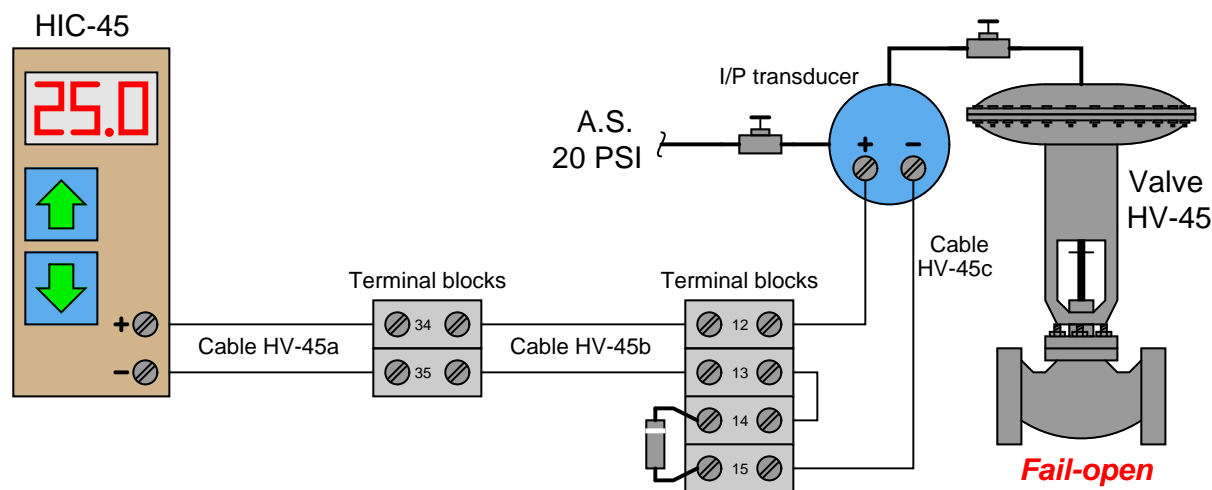 HIC-45
25.0
+
−
Cable HV-45a
Terminal blocks
34
35
Cable HV-45b
Terminal blocks
12
13
14
15
A.S.
20 PSI
I/P transducer
+ −
Cable
HV-45c
Valve
HV-45
Fail-open